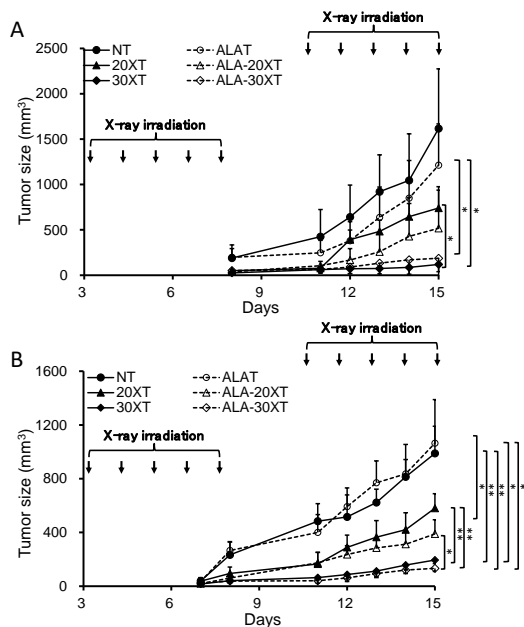 A
X-ray irradiation
2500
NT
ALAT
20XT
ALA-20XT
2000
30XT
ALA-30XT
X-ray irradiation
1500
1000
500
0
Tumor size (mm³)
3 6 9 12 15
Days
*
*
*
X-ray irradiation
B
1600
NT
ALAT
20XT
ALA-20XT
1200
30XT
ALA-30XT
X-ray irradiation
800
400
0
Tumor size (mm³)
3 6 9 12 15
Days
*
**
**
*
**
**
*
*